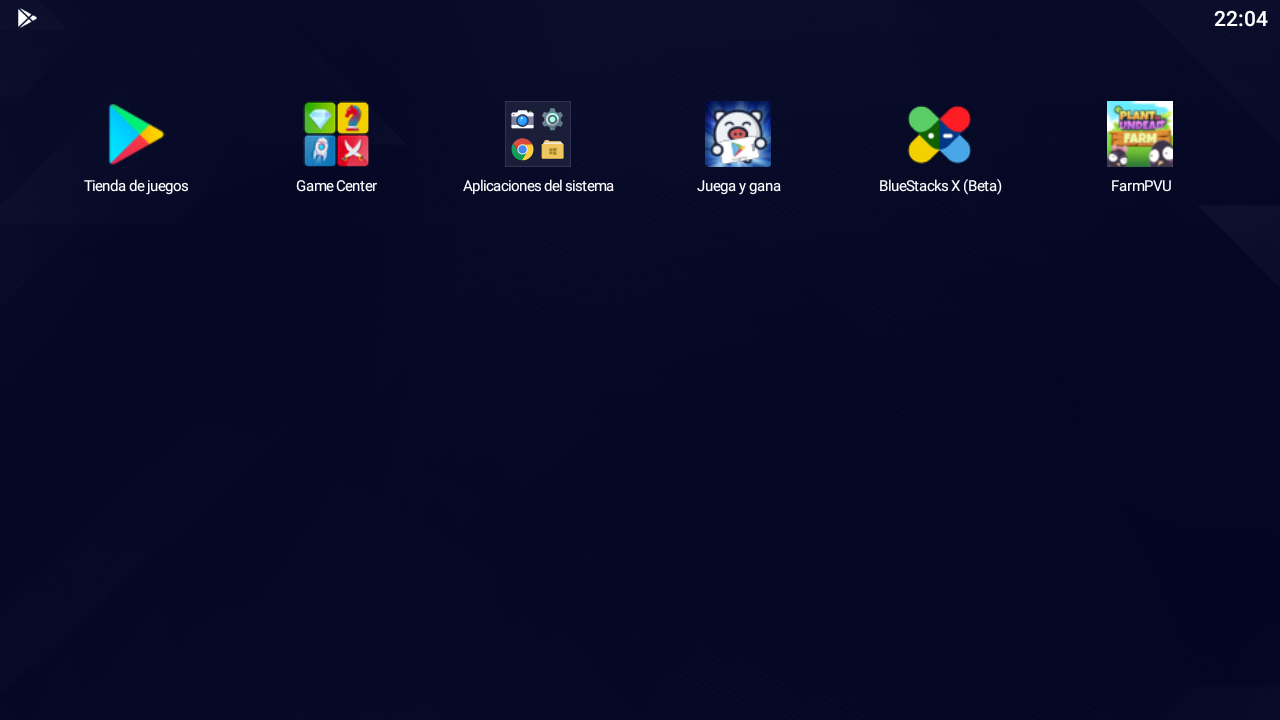 22:04
Tienda de juegos
Game Center
Aplicaciones del sistema
Juega y gana
BlueStacks X (Beta)
FarmPVU
PLANT
UNDEAD
FARM